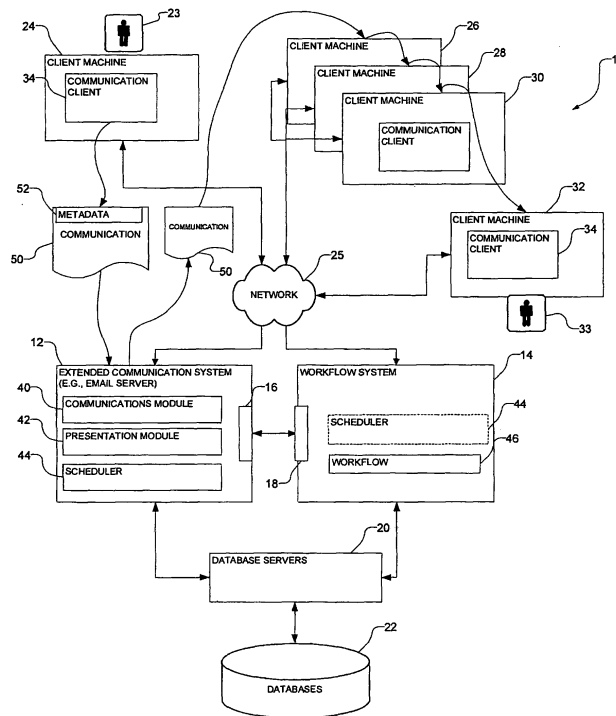 23
24
CLIENT MACHINE
34
COMMUNICATION
CLIENT
26
CLIENT MACHINE
28
CLIENT MACHINE
30
CLIENT MACHINE
COMMUNICATION
CLIENT
1
52
METADATA
COMMUNICATION
50
COMMUNICATION
50
32
CLIENT MACHINE
COMMUNICATION
CLIENT
34
33
25
NETWORK
12
EXTENDED COMMUNICATION SYSTEM
(E.G., EMAIL SERVER)
16
40
COMMUNICATIONS MODULE
42
PRESENTATION MODULE
44
SCHEDULER
14
WORKFLOW SYSTEM
44
SCHEDULER
46
WORKFLOW
18
20
DATABASE SERVERS
22
DATABASES